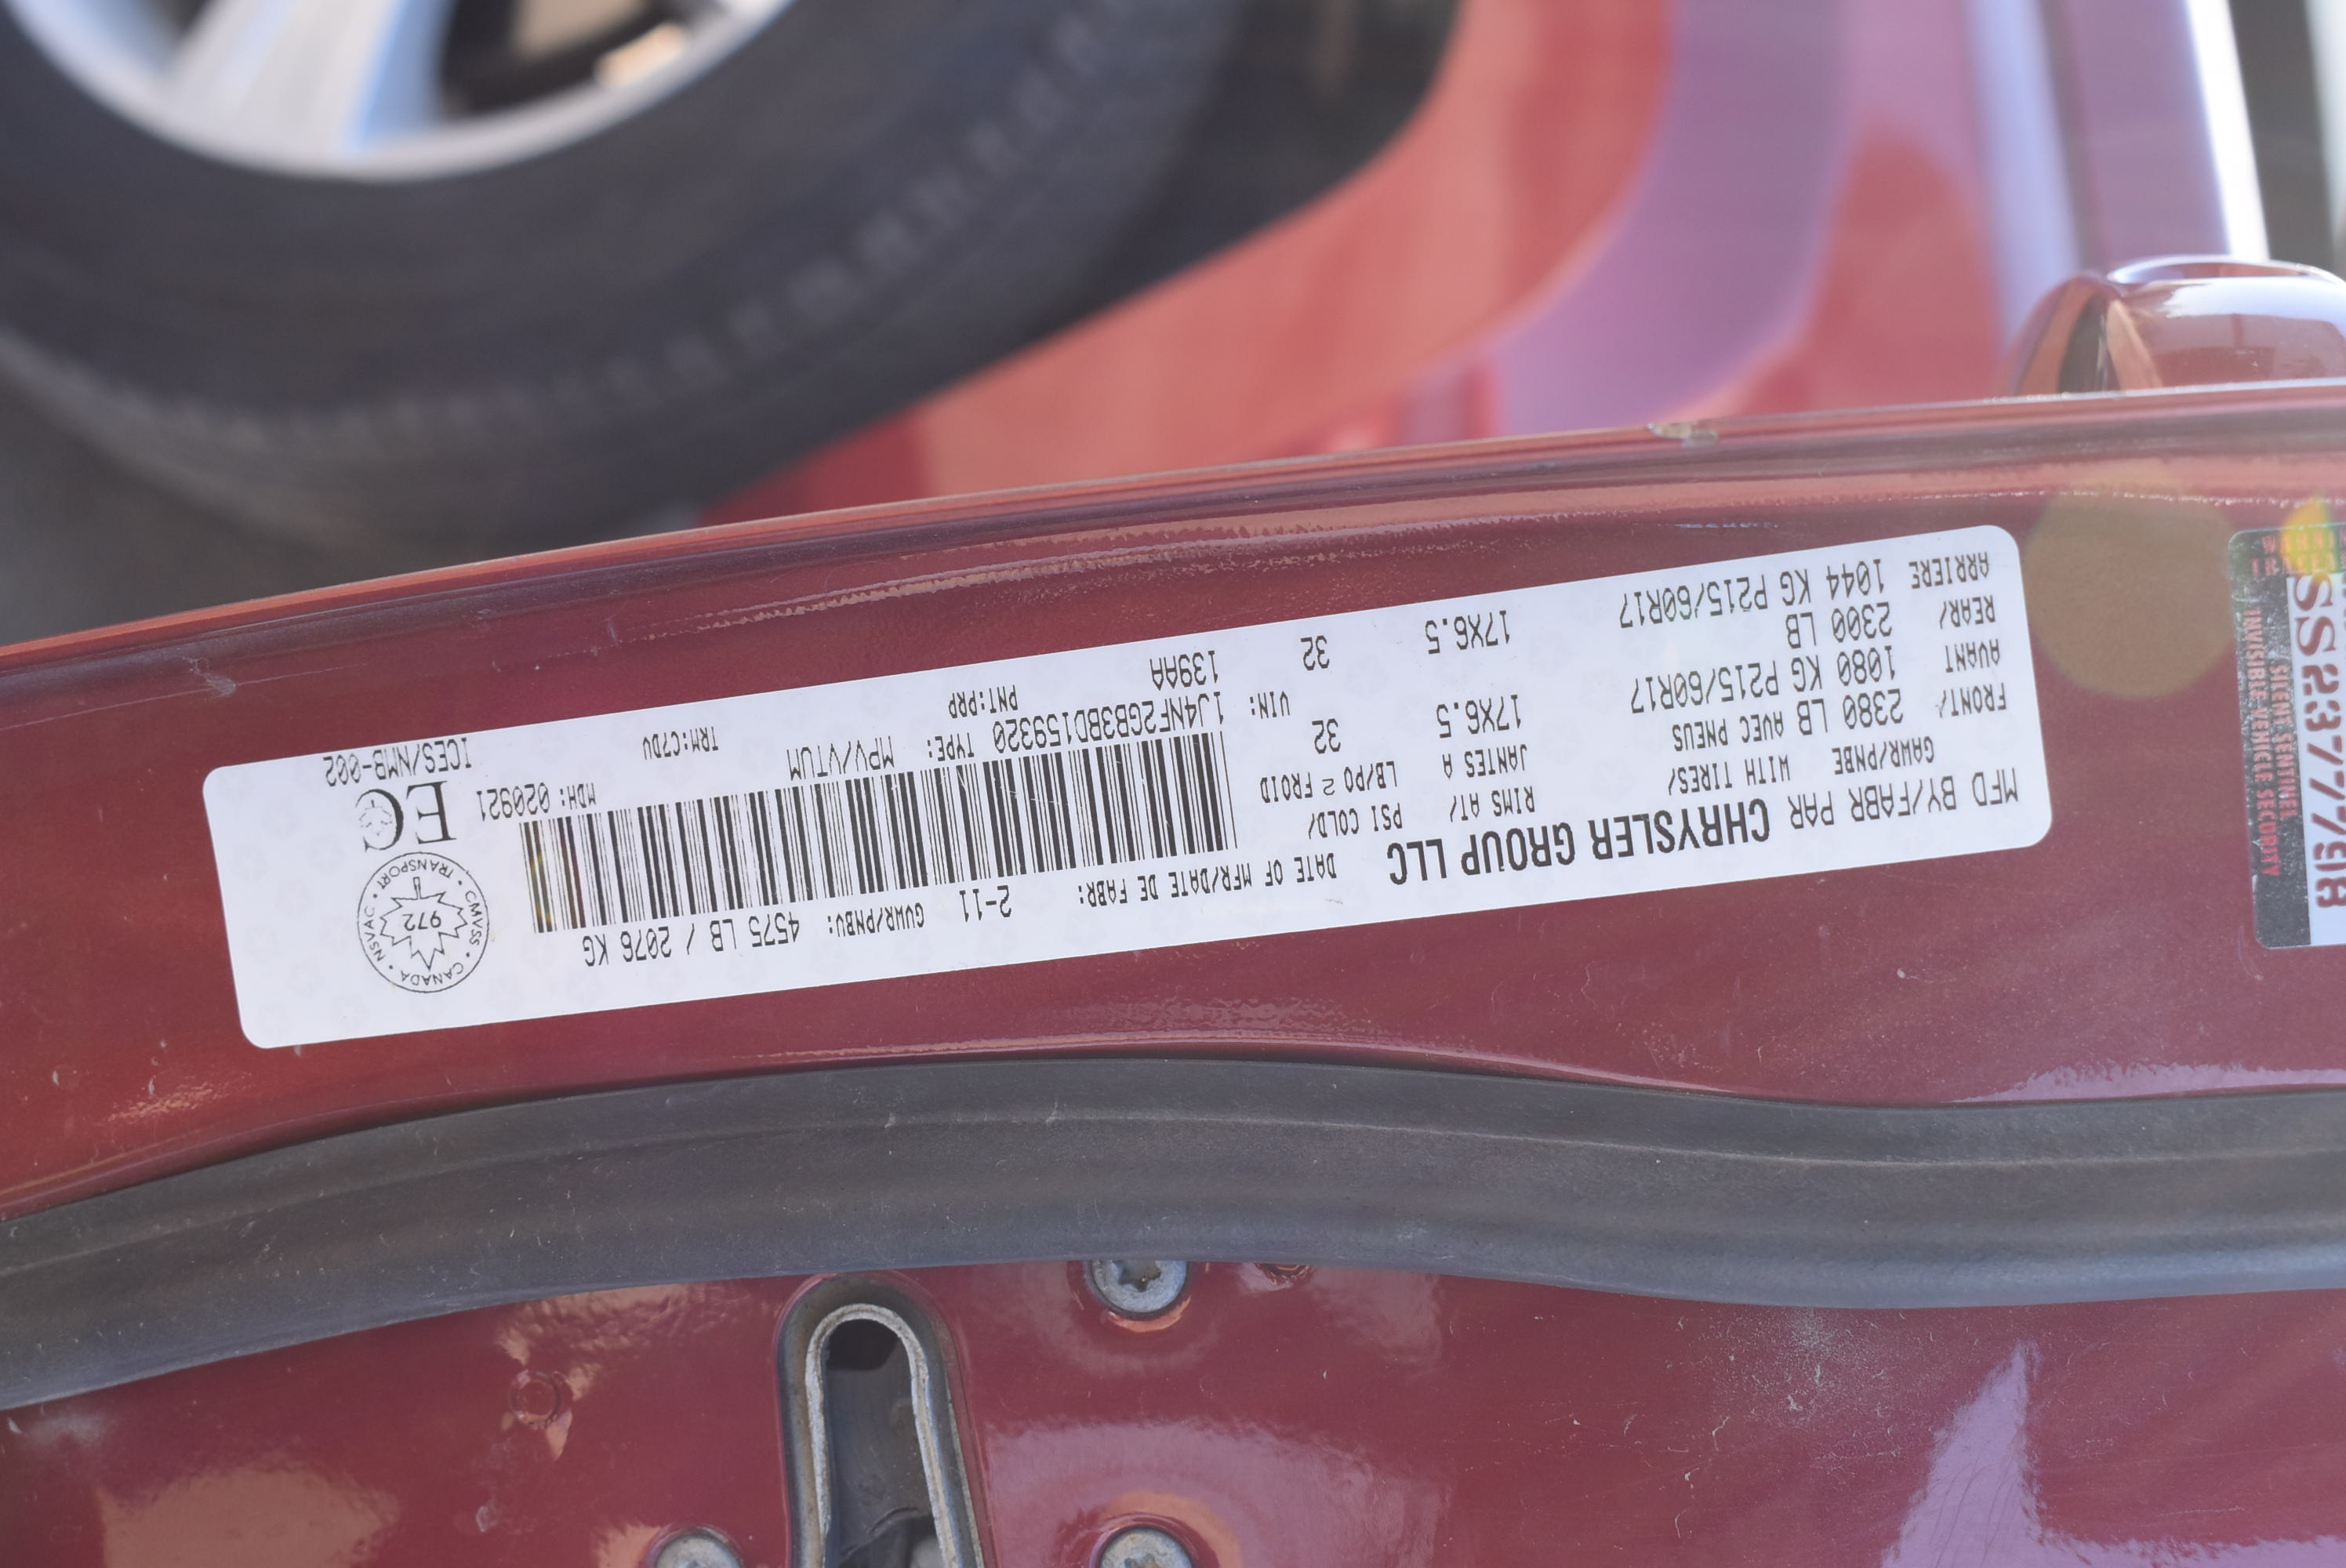 MFD BY/FABR PAR CHRYSLER GROUP LLC
DATE OF MFR/DATE DE FABR: 2-11 GVWR/PNBV: 4575 LB / 2076 KG
GAWR/PNBE WITH TIRES/ RIMS AT/ PSI COLD/
AVEC PNEUS JANTES A LB/PO 2 FROID
FRONT/ 2380 LB
AVANT 1080 KG P215/60R17 17X6.5 32
REAR/ 2300 LB
ARRIERE 1044 KG P215/60R17 17X6.5 32
VIN: 1J4NF2GB3BD159320 TYPE: MPV/VTUM MDH: 020921
139AA PNT:PRP TRM:C7DV
TRANSPORT • CMVSS • CANADA • NSVAC •
972
EC
ICES/NMB-002
SILENT SENTINEL
INVISIBLE VEHICLE SECURITY